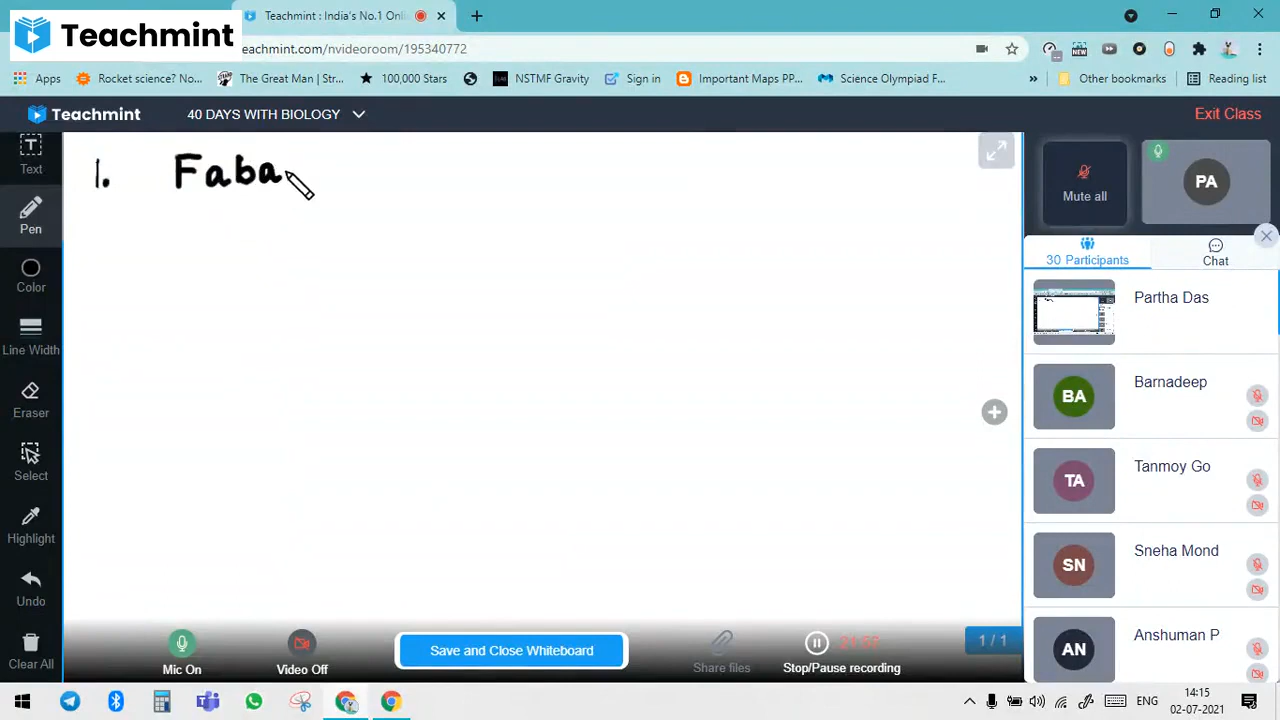 Teachmint : India's No.1 Onli
Teachmint
eachmint.com/nvideoroom/195340772
Apps
Rocket science? No...
The Great Man | Str...
100,000 Stars
NSTMF Gravity
Sign in
Important Maps PP...
Science Olympiad F...
»
Other bookmarks
Reading list
Teachmint
40 DAYS WITH BIOLOGY
Exit Class
Text
Pen
Color
Line Width
Eraser
Select
Highlight
Undo
Clear All
1. Faba
Mute all
PA
30 Participants
Chat
Partha Das
BA
Barnadeep
TA
Tanmoy Go
SN
Sneha Mond
AN
Anshuman P
Mic On
Video Off
Save and Close Whiteboard
Share files
Stop/Pause recording
1 / 1
ENG
14:15
02-07-2021